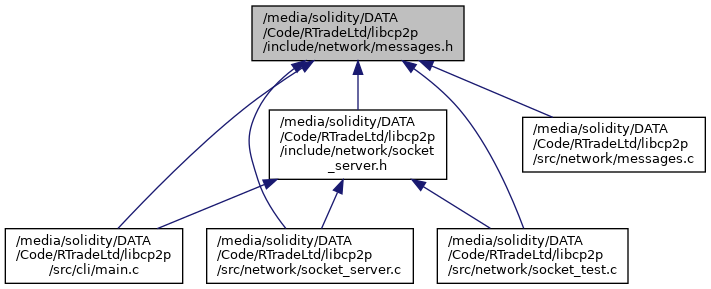 /media/solidity/DATA
/Code/RTradeLtd/libcp2p
/include/network/messages.h
/media/solidity/DATA
/Code/RTradeLtd/libcp2p
/include/network/socket
_server.h
/media/solidity/DATA
/Code/RTradeLtd/libcp2p
/src/network/messages.c
/media/solidity/DATA
/Code/RTradeLtd/libcp2p
/src/cli/main.c
/media/solidity/DATA
/Code/RTradeLtd/libcp2p
/src/network/socket_server.c
/media/solidity/DATA
/Code/RTradeLtd/libcp2p
/src/network/socket_test.c